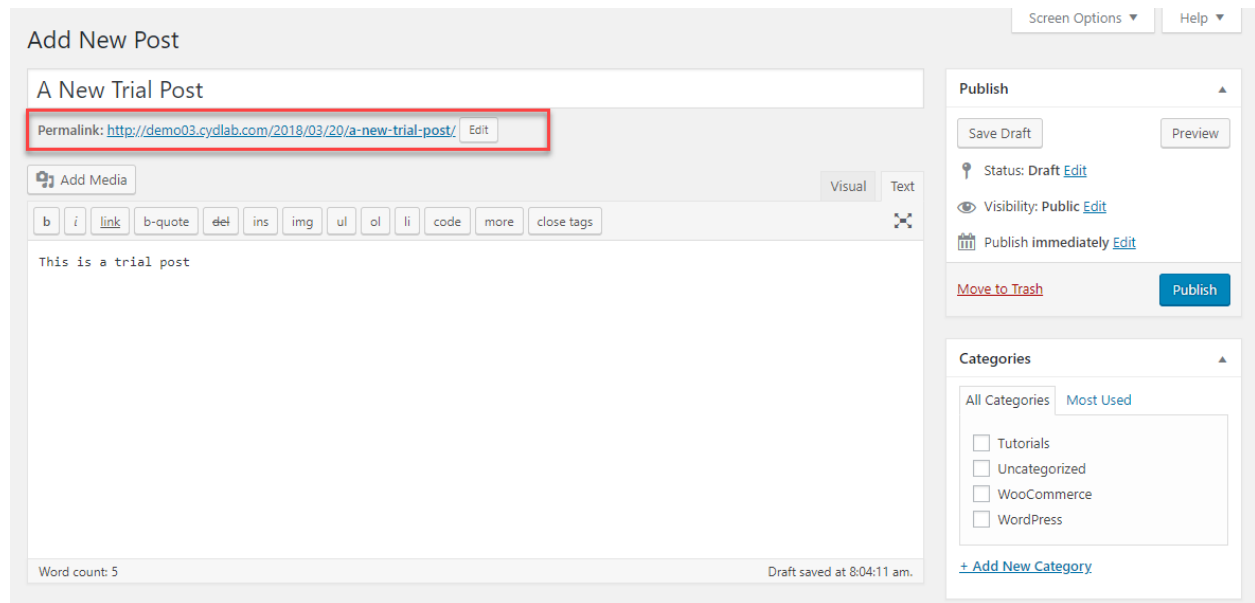 Screen Options ▼ Help ▼
Add New Post
A New Trial Post
Permalink: http://demo03.cydlab.com/2018/03/20/a-new-trial-post/ Edit
Add Media
Visual Text
b i link b-quote del ins img ul ol li code more close tags
This is a trial post
Word count: 5 Draft saved at 8:04:11 am.
Publish ▲
Save Draft Preview
Status: Draft Edit
Visibility: Public Edit
Publish immediately Edit
Move to Trash Publish
Categories ▲
All Categories Most Used
Tutorials
Uncategorized
WooCommerce
WordPress
+ Add New Category